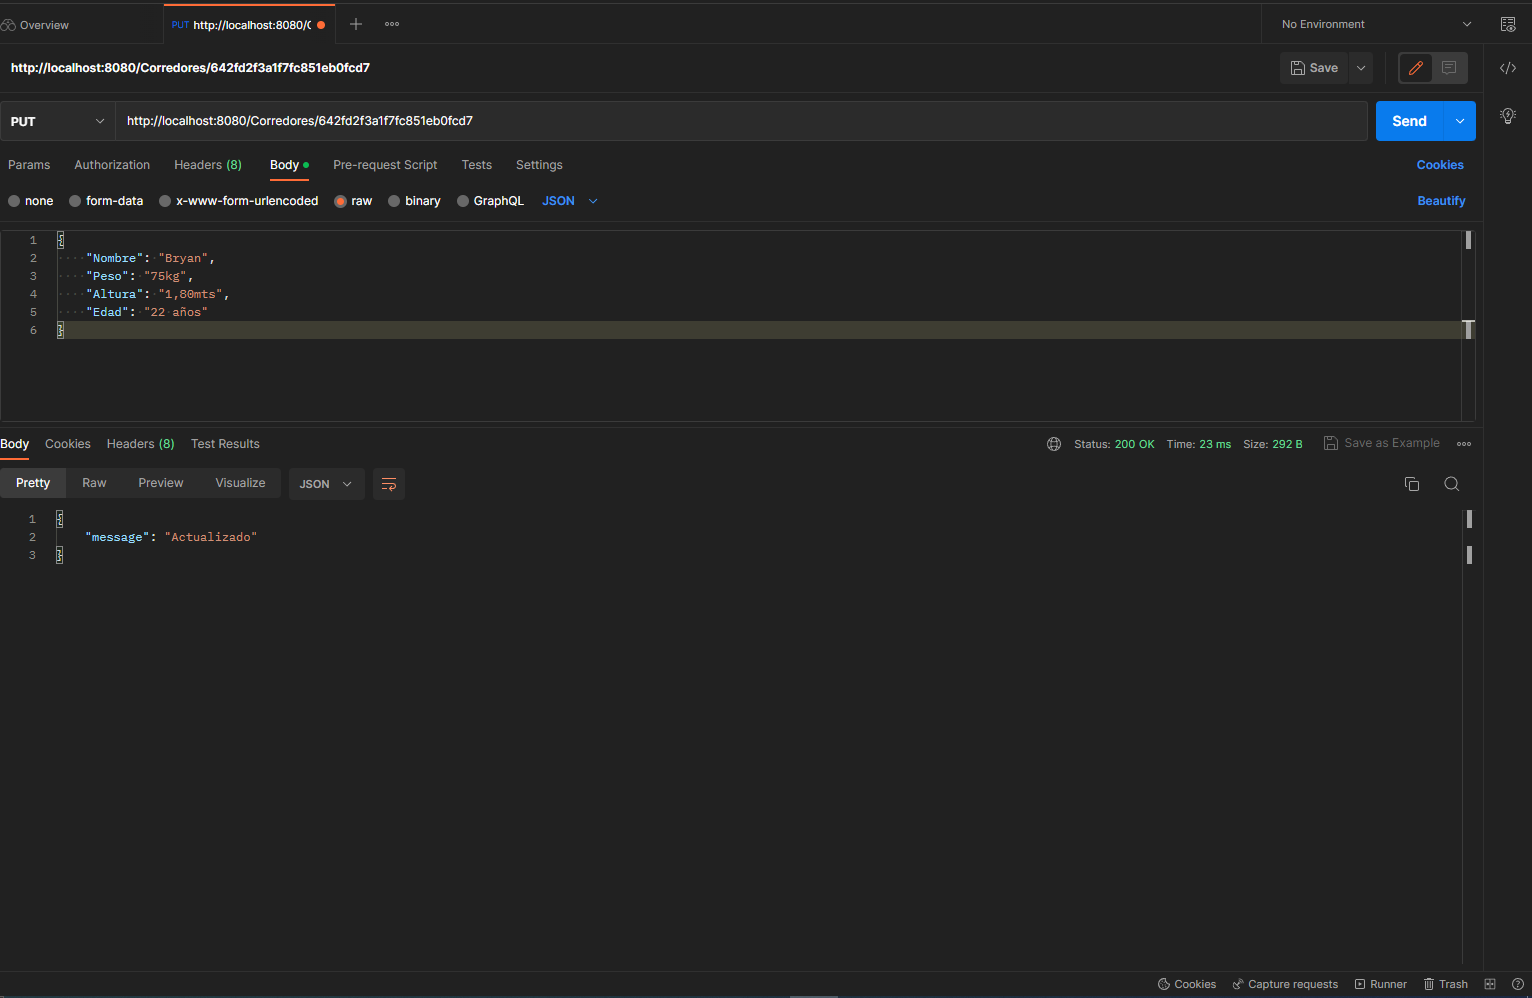 Overview
PUT http://localhost:8080/C
No Environment
http://localhost:8080/Corredores/642fd2f3a1f7fc851eb0fcd7
Save
PUT
http://localhost:8080/Corredores/642fd2f3a1f7fc851eb0fcd7
Send
Params Authorization Headers (8) Body Pre-request Script Tests Settings Cookies
none form-data x-www-form-urlencoded raw binary GraphQL JSON Beautify
1 {
2 "Nombre": "Bryan",
3 "Peso": "75kg",
4 "Altura": "1,80mts",
5 "Edad": "22 años"
6 }
Body Cookies Headers (8) Test Results Status: 200 OK Time: 23 ms Size: 292 B Save as Example
Pretty Raw Preview Visualize JSON
1 {
2 "message": "Actualizado"
3 }
Cookies Capture requests Runner Trash